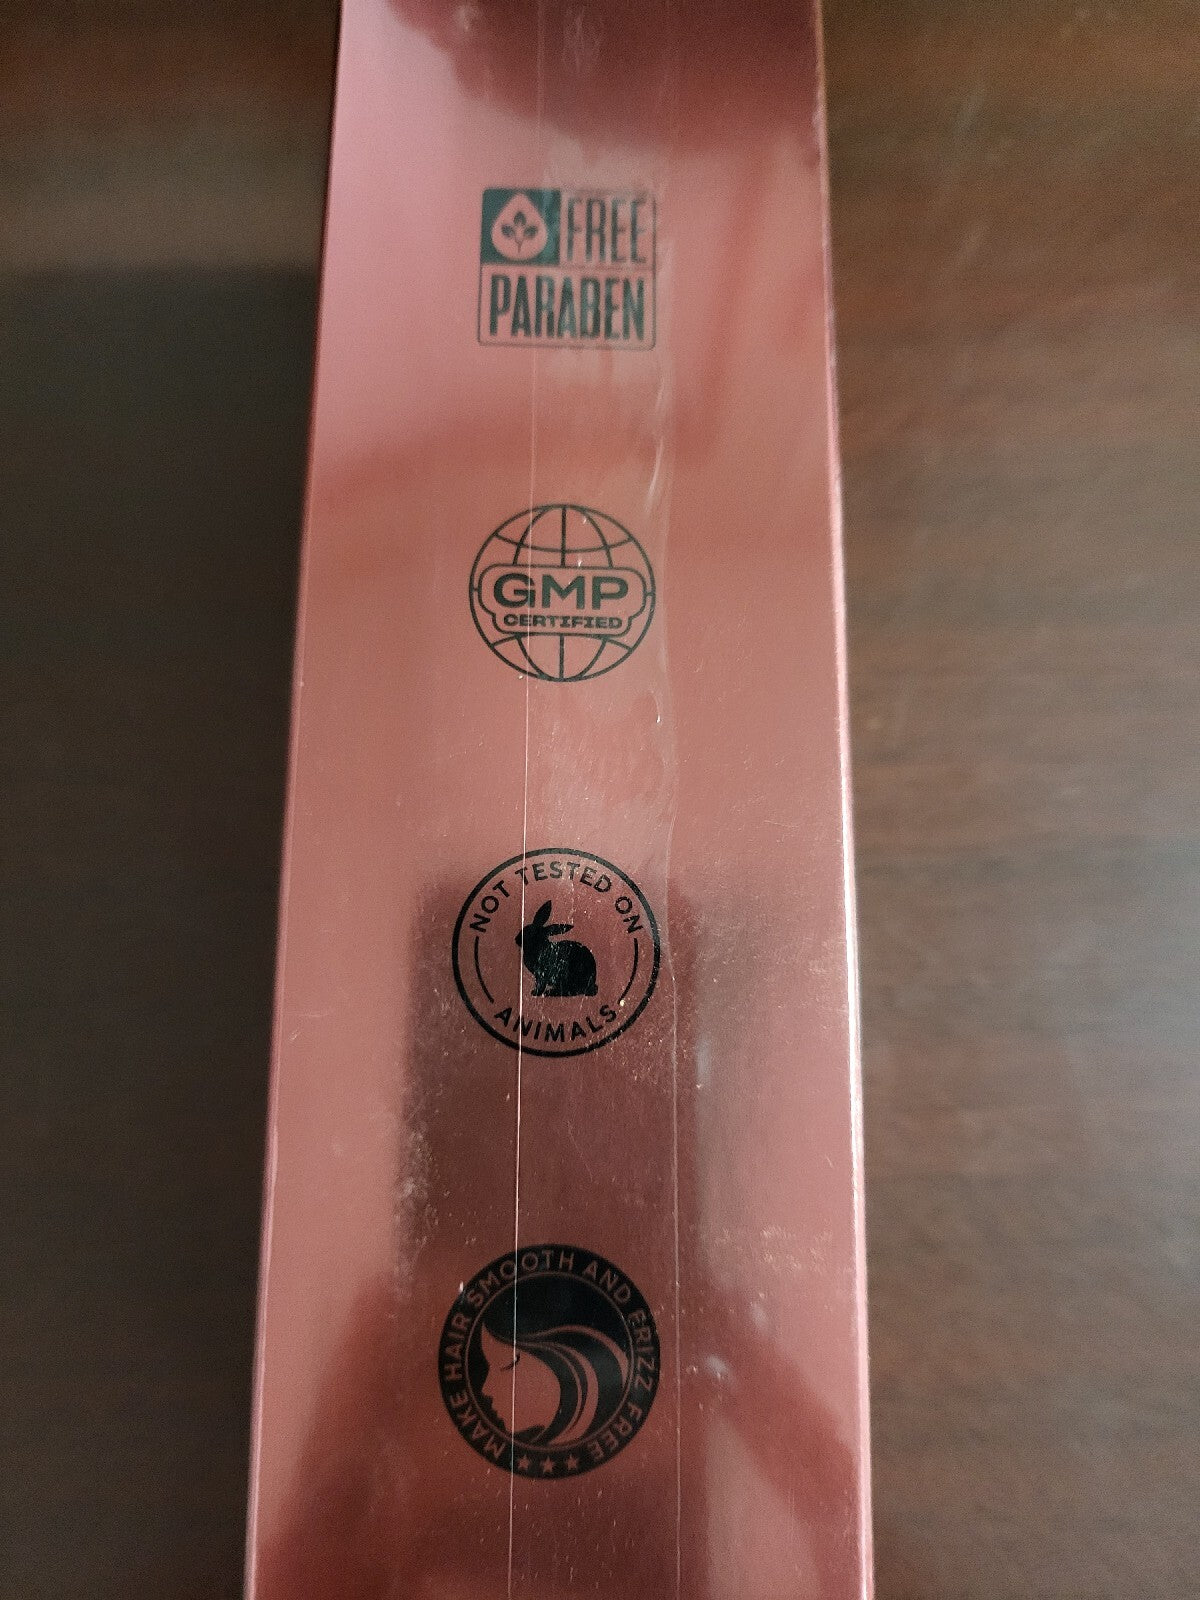 FREE
PARABEN
GMP
CERTIFIED
NOT TESTED ON
ANIMALS
MAKE HAIR SMOOTH AND FRIZZ FREE